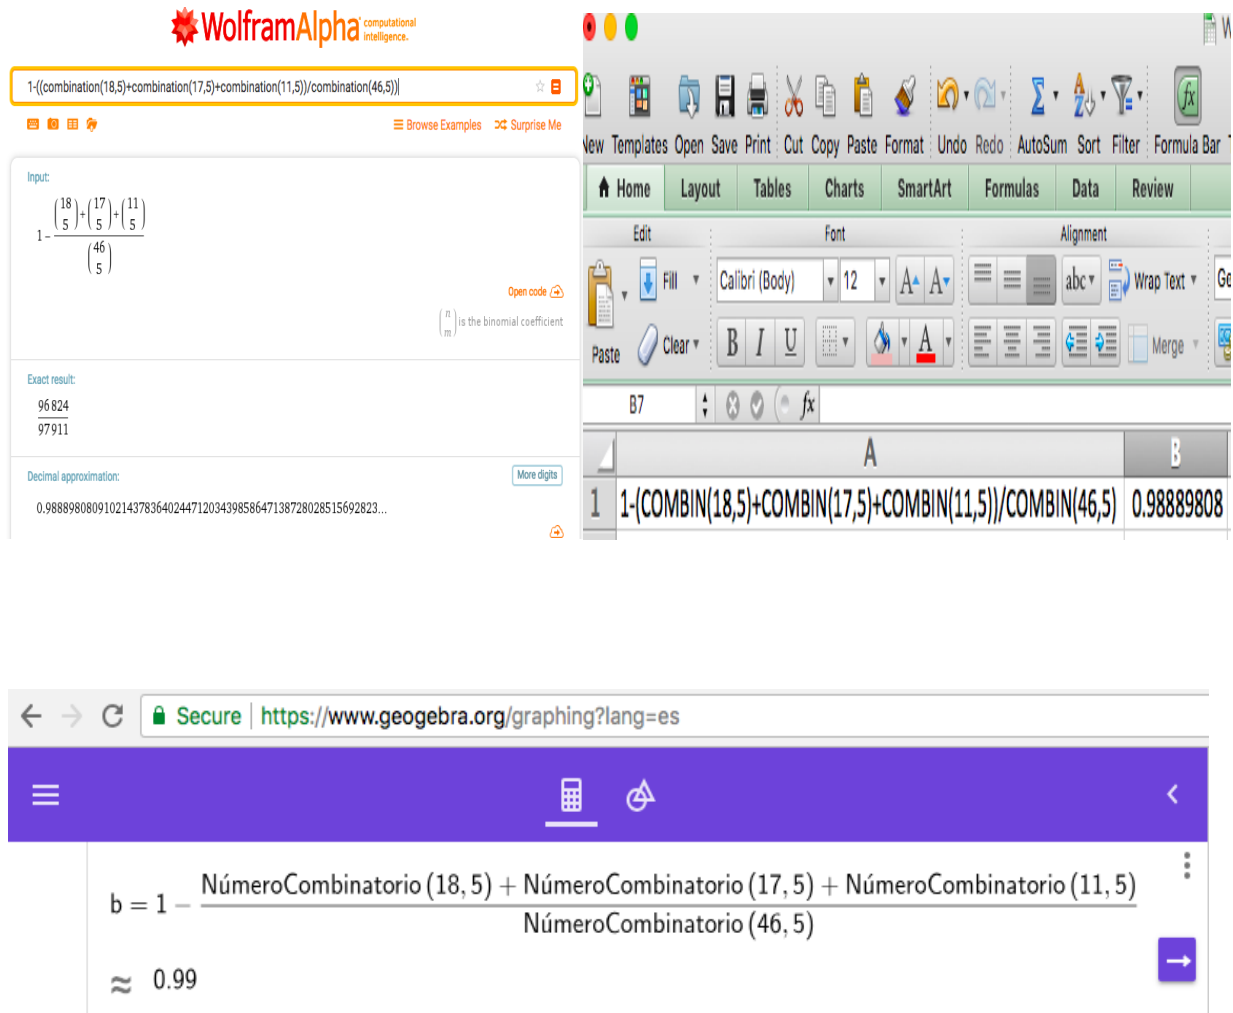 WolframAlpha computational intelligence.
1-((combination(18,5)+combination(17,5)+combination(11,5))/combination(46,5))
Browse Examples Surprise Me
Input:
1 - ((18 5) + (17 5) + (11 5)) / (46 5)
Open code
(n m) is the binomial coefficient
Exact result:
96824
97911
Decimal approximation:
More digits
0.988898080910214378364024471203439858647138728028515692823...
New Templates Open Save Print Cut Copy Paste Format Undo Redo AutoSum Sort Filter Formula Bar
Home Layout Tables Charts SmartArt Formulas Data Review
Edit Font Alignment
Fill Calibri (Body) 12 A A abc Wrap Text Ge
Paste Clear B I U A Merge
B7 fx
A B
1 1-(COMBIN(18,5)+COMBIN(17,5)+COMBIN(11,5))/COMBIN(46,5) 0.98889808
Secure https://www.geogebra.org/graphing?lang=es
b = 1 - NúmeroCombinatorio (18, 5) + NúmeroCombinatorio (17, 5) + NúmeroCombinatorio (11, 5)
NúmeroCombinatorio (46, 5)
≈ 0.99